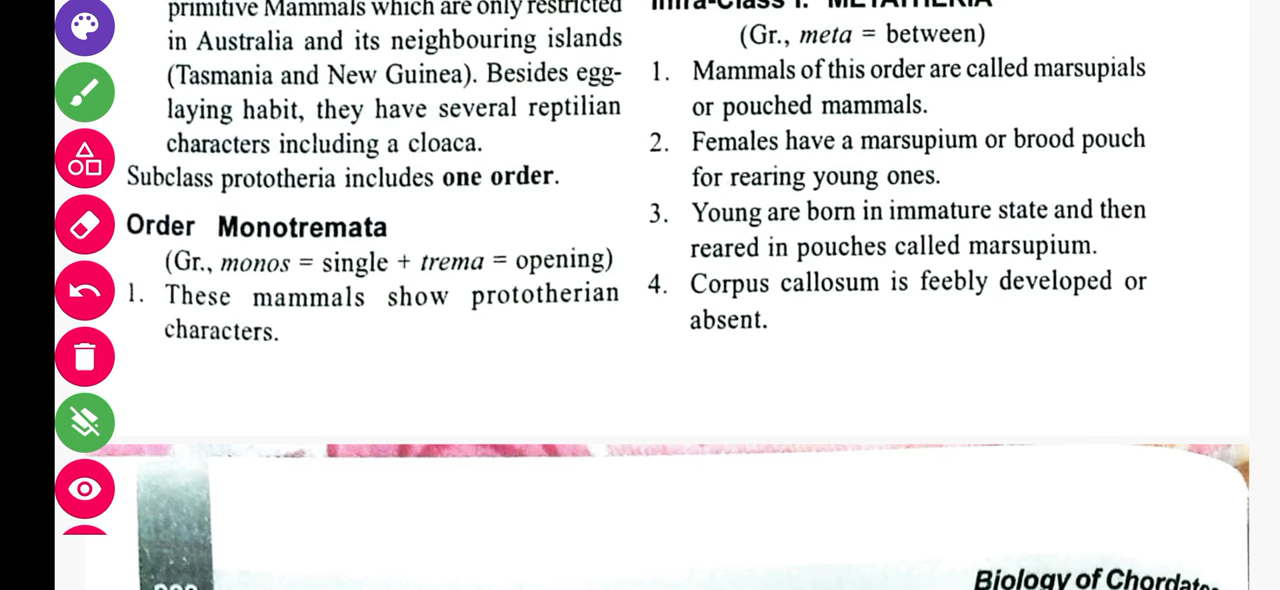 primitive Mammals which are only restricted
in Australia and its neighbouring islands
(Tasmania and New Guinea). Besides egg-
laying habit, they have several reptilian
characters including a cloaca.
Subclass prototheria includes one order.
Order Monotremata
(Gr., monos = single + trema = opening)
1. These mammals show prototherian
characters.
Infra-Class I. METATHERIA
(Gr., meta = between)
1. Mammals of this order are called marsupials
or pouched mammals.
2. Females have a marsupium or brood pouch
for rearing young ones.
3. Young are born in immature state and then
reared in pouches called marsupium.
4. Corpus callosum is feebly developed or
absent.
Biology of Chordates